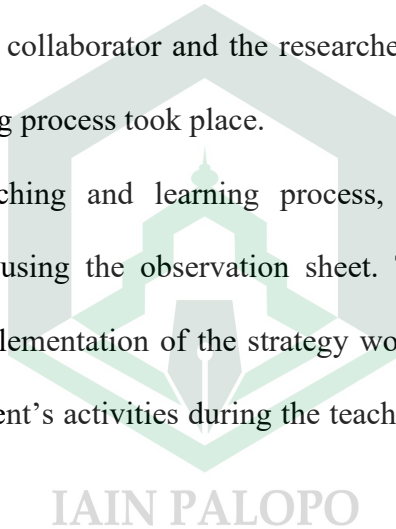 collaborator and the researche
g process took place.
ching and learning process,
using the observation sheet.
lementation of the strategy wo
ent’s activities during the teach
IAIN PALOPO